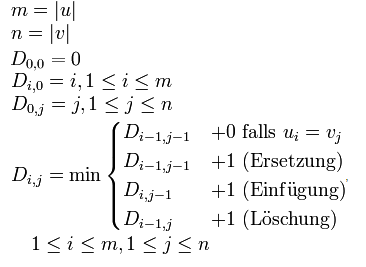 m = |u|
n = |v|
D_{0,0} = 0
D_{i,0} = i, 1 ≤ i ≤ m
D_{0,j} = j, 1 ≤ j ≤ n
D_{i,j} = min { D_{i−1,j−1} +0 falls u_i = v_j
D_{i−1,j−1} +1 (Ersetzung)
D_{i,j−1} +1 (Einfügung)
D_{i−1,j} +1 (Löschung)
1 ≤ i ≤ m, 1 ≤ j ≤ n